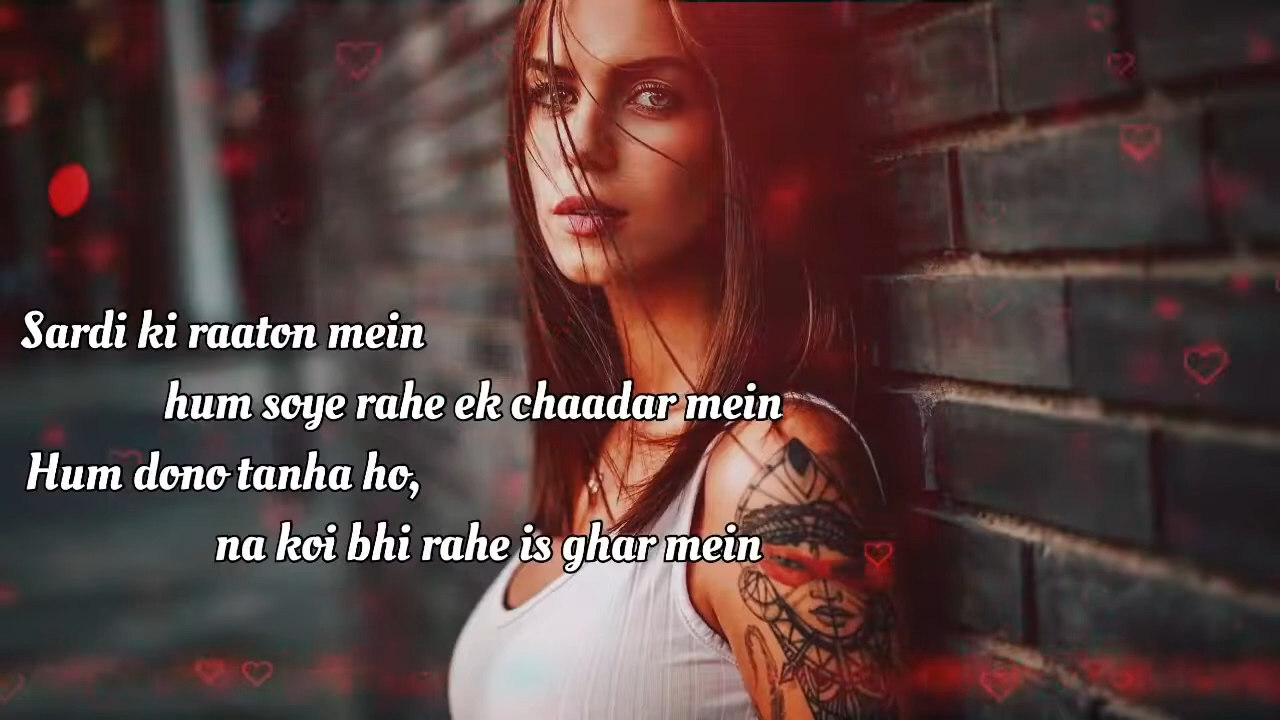 Sardi ki raaton mein
hum soye rahe ek chaadar mein
Hum dono tanha ho,
na koi bhi rahe is ghar mein